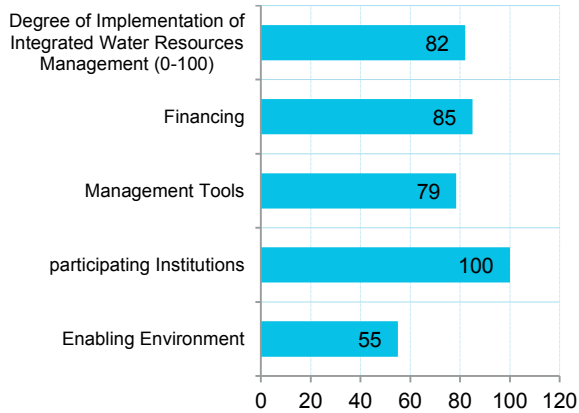 Degree of Implementation of
Integrated Water Resources
Management (0-100)
82
Financing
85
Management Tools
79
participating Institutions
100
Enabling Environment
55
0 20 40 60 80 100 120